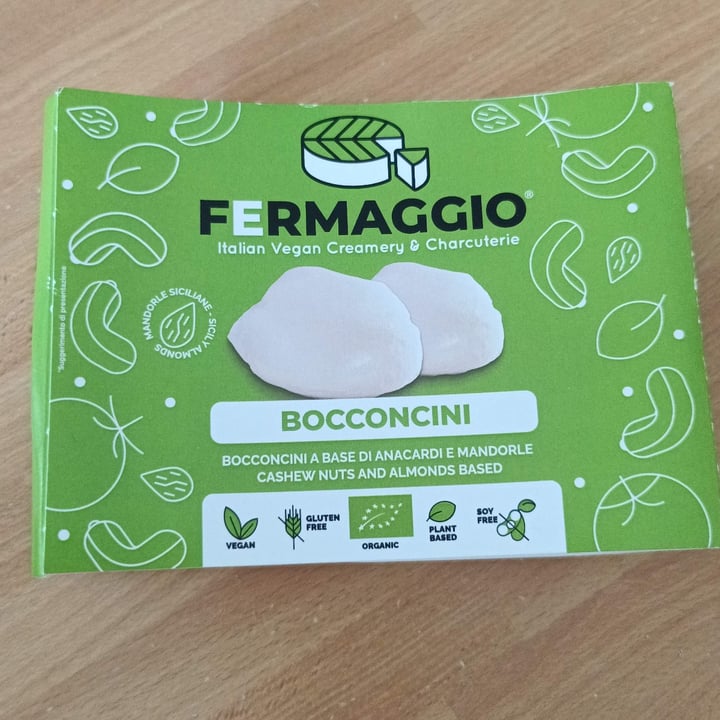 FERMAGGIO®
Italian Vegan Creamery & Charcuterie
*Suggerimento di presentazione
MANDORLE SICILIANE - SICILY ALMONDS
BOCCONCINI
BOCCONCINI A BASE DI ANACARDI E MANDORLE
CASHEW NUTS AND ALMONDS BASED
VEGAN
GLUTEN
FREE
ORGANIC
PLANT
BASED
SOY
FREE